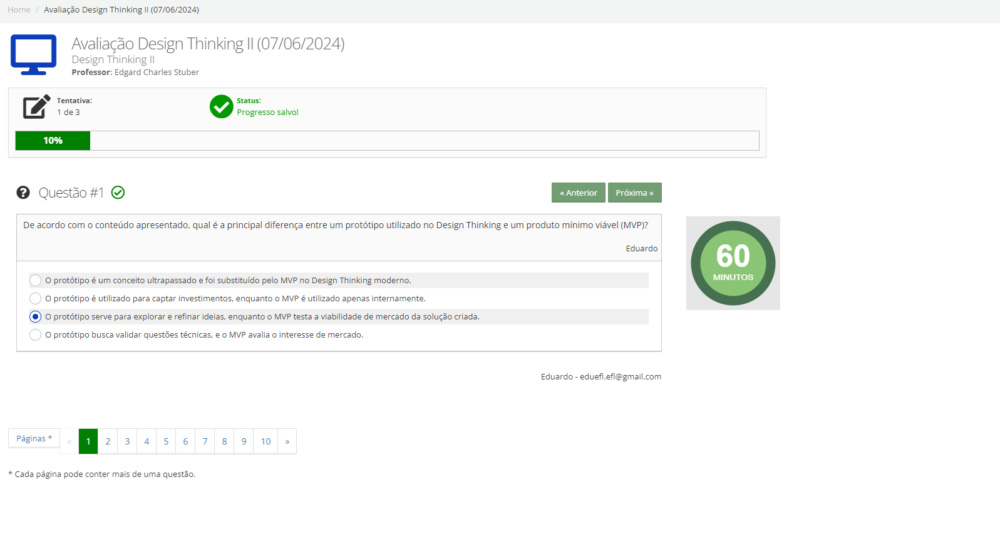 Home / Avaliação Design Thinking II (07/06/2024)
Avaliação Design Thinking II (07/06/2024)
Design Thinking II
Professor: Edgard Charles Stuber
Tentativa:
1 de 3
Status:
Progresso salvo!
10%
Questão #1
« Anterior
Próxima »
De acordo com o conteúdo apresentado, qual é a principal diferença entre um protótipo utilizado no Design Thinking e um produto mínimo viável (MVP)?
Eduardo
O protótipo é um conceito ultrapassado e foi substituído pelo MVP no Design Thinking moderno.
O protótipo é utilizado para captar investimentos, enquanto o MVP é utilizado apenas internamente.
O protótipo serve para explorar e refinar ideias, enquanto o MVP testa a viabilidade de mercado da solução criada.
O protótipo busca validar questões técnicas, e o MVP avalia o interesse de mercado.
60
MINUTOS
Eduardo - eduefl.efl@gmail.com
Páginas * « 1 2 3 4 5 6 7 8 9 10 »
* Cada página pode conter mais de uma questão.